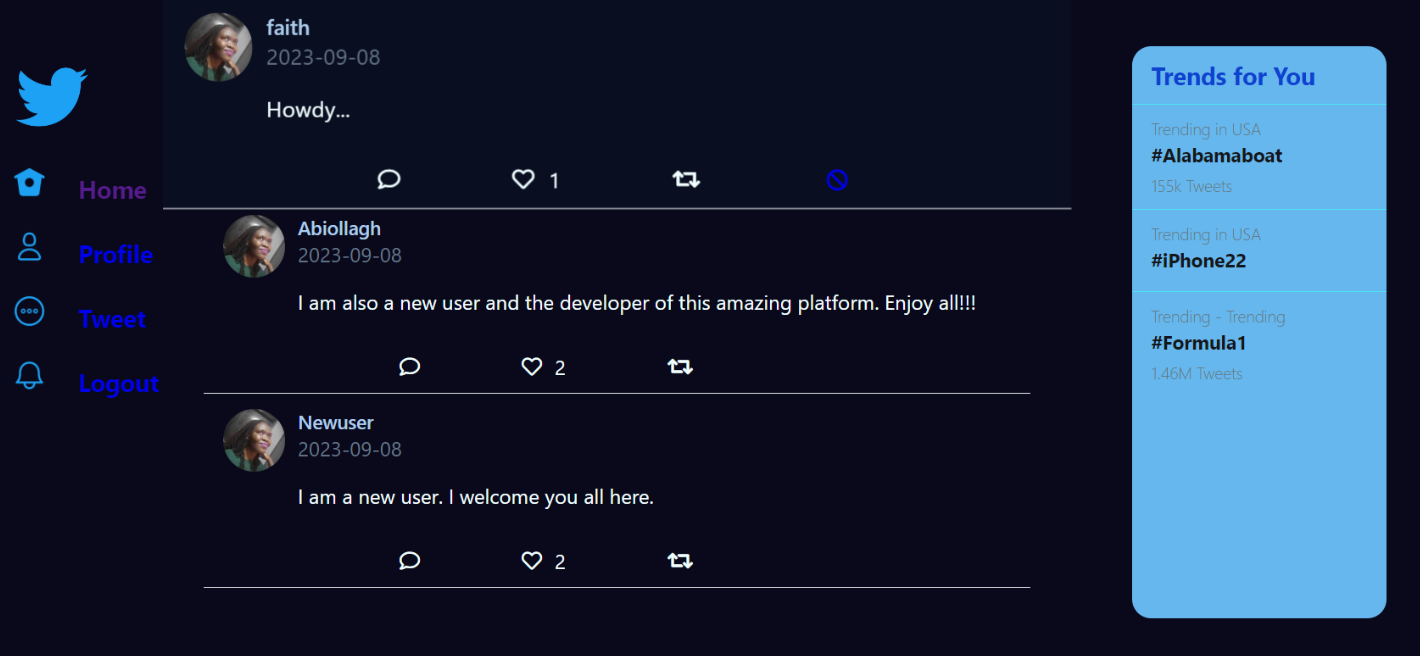 Home
Profile
Tweet
Logout
faith
2023-09-08
Howdy...
1
Abiollagh
2023-09-08
I am also a new user and the developer of this amazing platform. Enjoy all!!!
2
Newuser
2023-09-08
I am a new user. I welcome you all here.
2
Trends for You
Trending in USA
#Alabamaboat
155k Tweets
Trending in USA
#iPhone22
Trending - Trending
#Formula1
1.46M Tweets